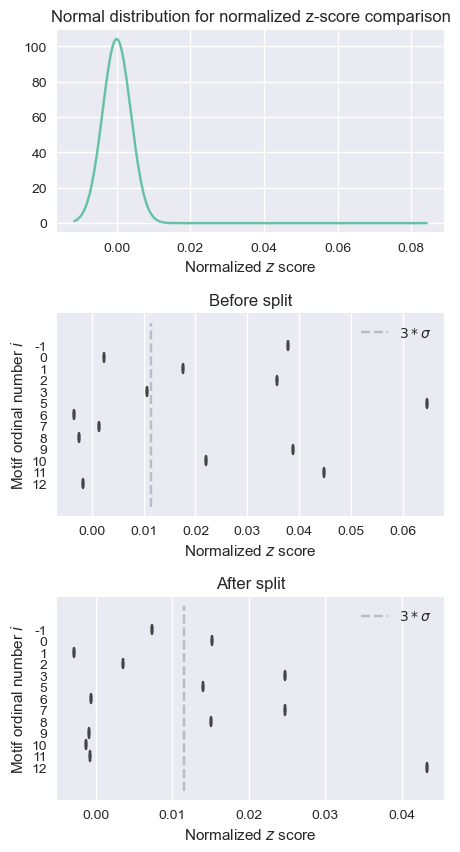 Normal distribution for normalized z-score comparison
100
80
60
40
20
0
0.00 0.02 0.04 0.06 0.08
Normalized z score
Before split
Motif ordinal number i
-1
0
1
2
3
5
6
7
8
9
10
11
12
3 * σ
0.00 0.01 0.02 0.03 0.04 0.05 0.06
Normalized z score
After split
Motif ordinal number i
-1
0
1
2
3
5
6
7
8
9
10
11
12
3 * σ
0.00 0.01 0.02 0.03 0.04
Normalized z score